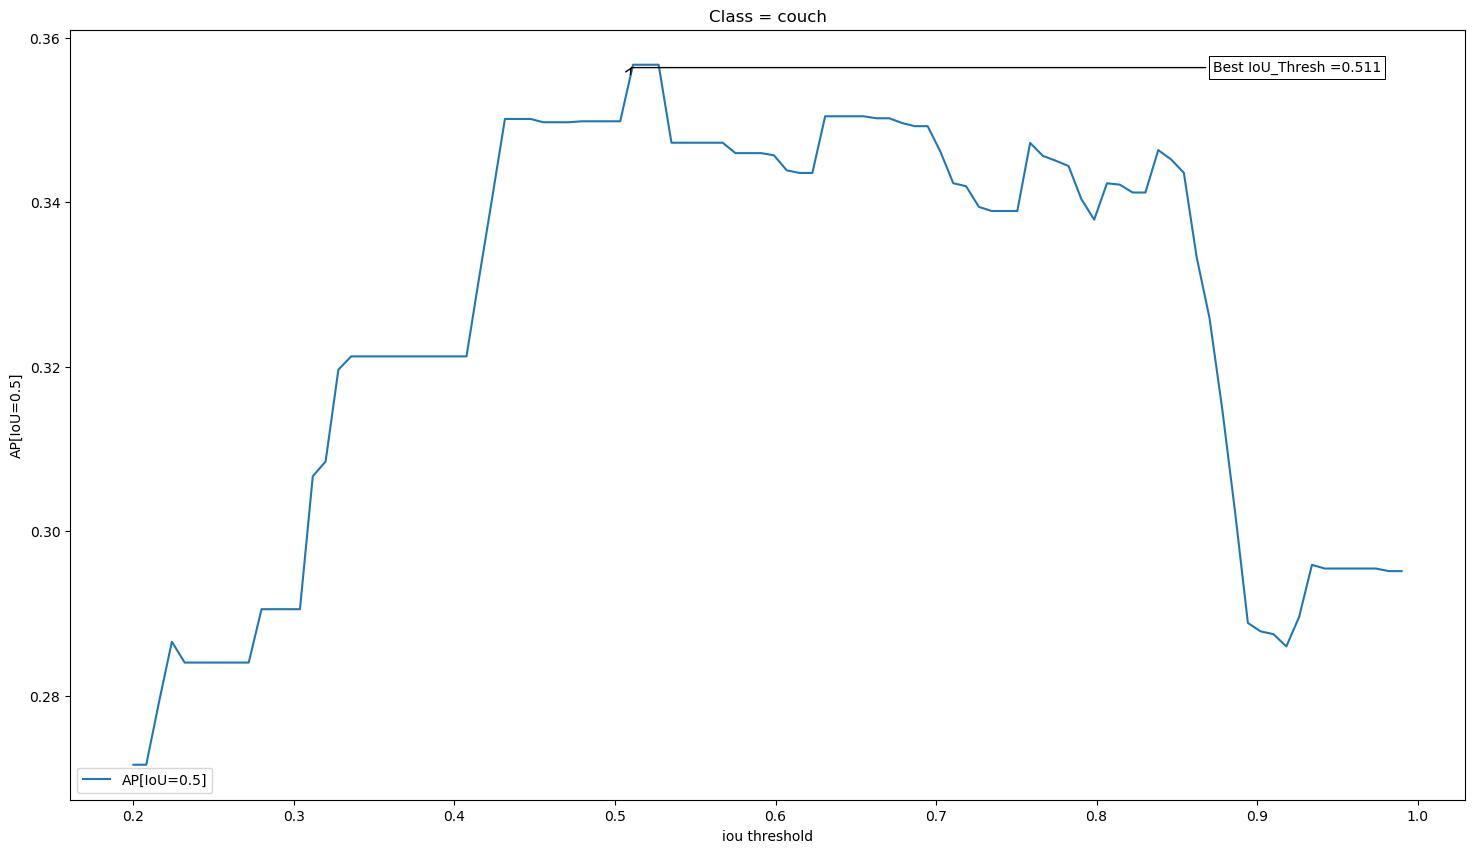 Class = couch
0.36
0.34
0.32
0.30
0.28
AP[IoU=0.5]
Best IoU_Thresh =0.511
AP[IoU=0.5]
0.2 0.3 0.4 0.5 0.6 0.7 0.8 0.9 1.0
iou threshold